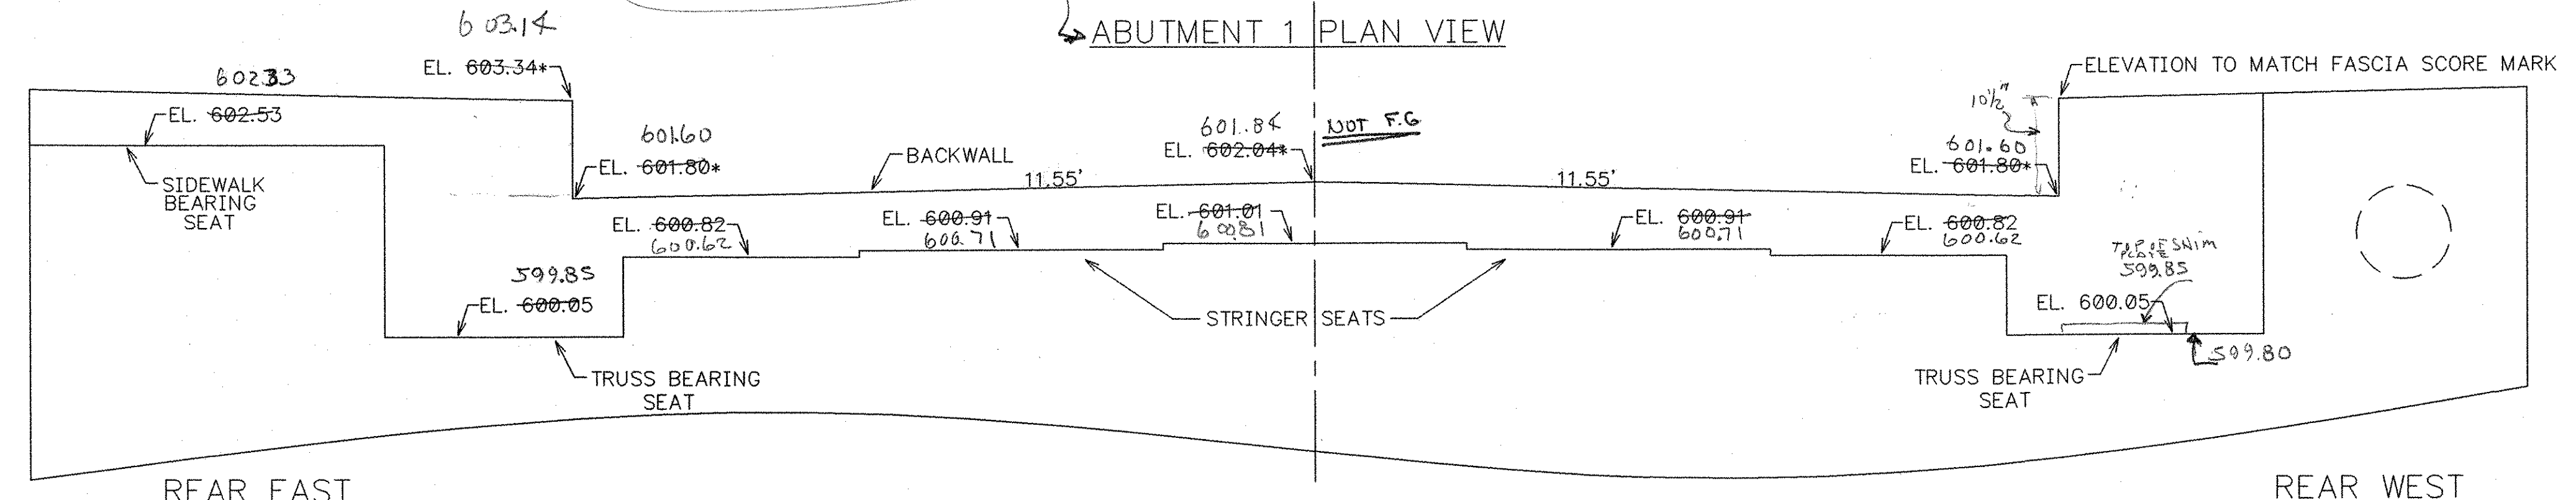 603.14
ABUTMENT 1 PLAN VIEW
EL. 603.34*
602.33
ELEVATION TO MATCH FASCIA SCORE MARK
10½"
EL. 602.53
601.60
601.84
NOT F.G
EL. 602.04*
601.60
BACKWALL
EL. 601.80*
EL. 601.80*
11.55'
11.55'
SIDEWALK
BEARING
SEAT
EL. 600.82
600.62
EL. 600.91
600.71
EL. 601.01
600.81
EL. 600.91
600.71
EL. 600.82
600.62
TOP OF SHIM
PLATE
599.85
599.85
EL. 600.05
EL. 600.05
STRINGER SEATS
599.80
TRUSS BEARING
SEAT
TRUSS BEARING
SEAT
REAR EAST
REAR WEST